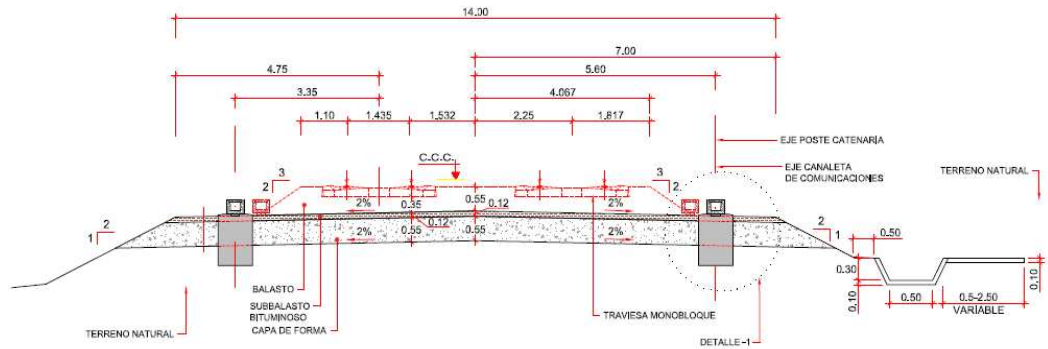 14.00
7.00
4.75
5.60
3.35
4.067
1,10
1,435
1,532
2,25
1,817
EJE POSTE CATENARÍA
C.C.C.
EJE CANALETA
DE COMUNICACIONES
TERRENO NATURAL
3
2
3
2
2%
0.35
0.55
0.12
2%
0.12
2
1
2%
0.55
0.55
2%
2
1
0.50
0.30
0.10
0.10
0.50
0.5-2.50
VARIABLE
BALASTO
SUBBALASTO
BITUMINOSO
CAPA DE FORMA
TRAVIESA MONOBLOQUE
TERRENO NATURAL
DETALLE-1